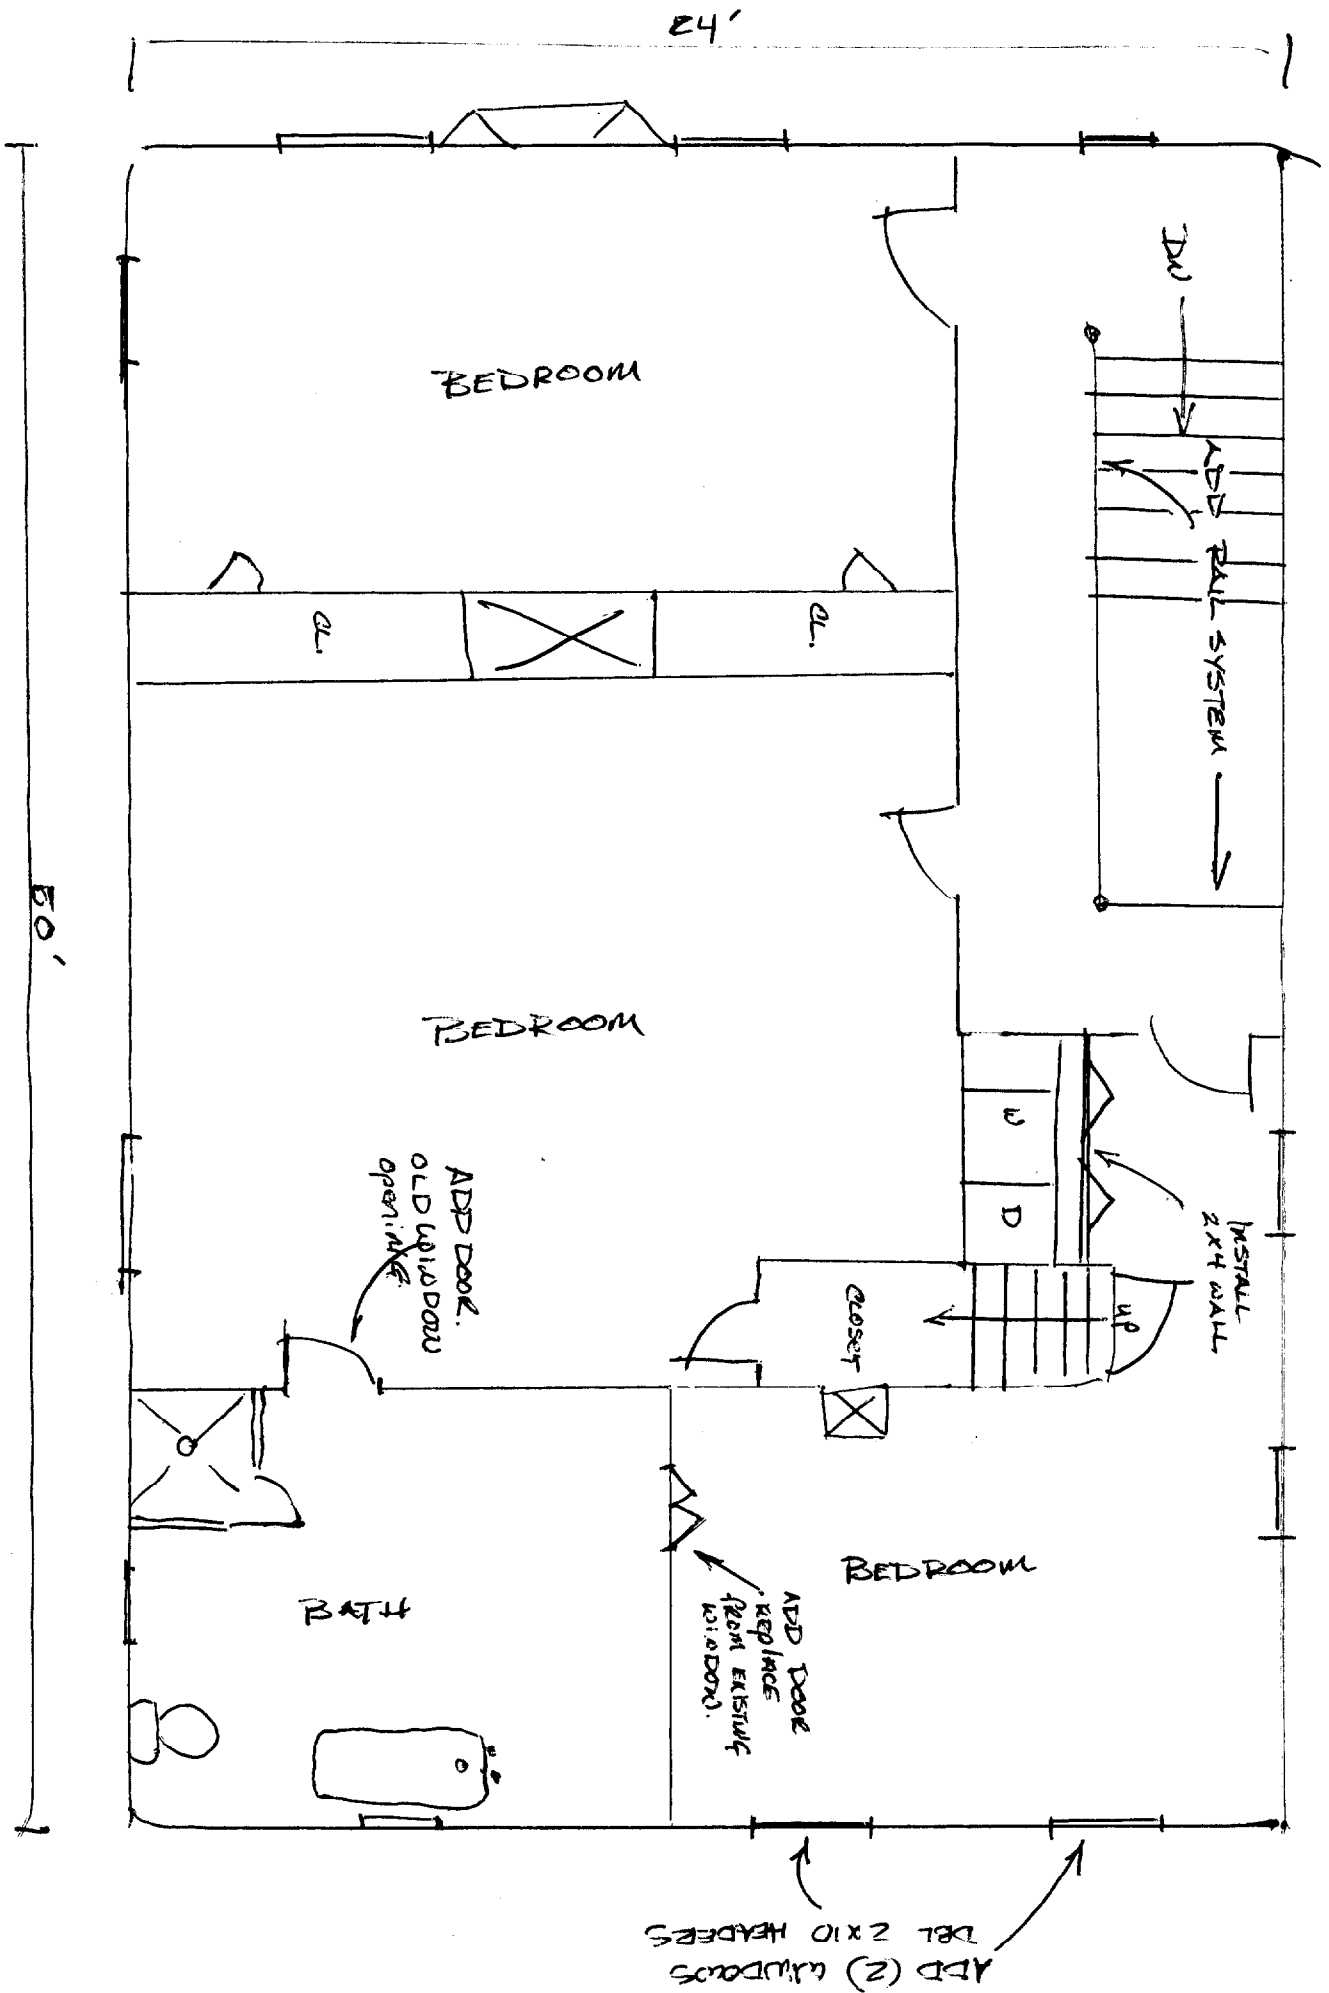 24'
DN
BEDROOM
ADD RAIL SYSTEM
CL.
CL.
50'
BEDROOM
W
D
INSTALL
2x4 WALL
ADD DOOR.
OLD WINDOW
OPENING
UP
CLOSET
BEDROOM
BATH
ADD DOOR
REPLACE
FROM EXISTING
WINDOW.
ADD (2) WINDOWS
DBL 2x10 HEADERS